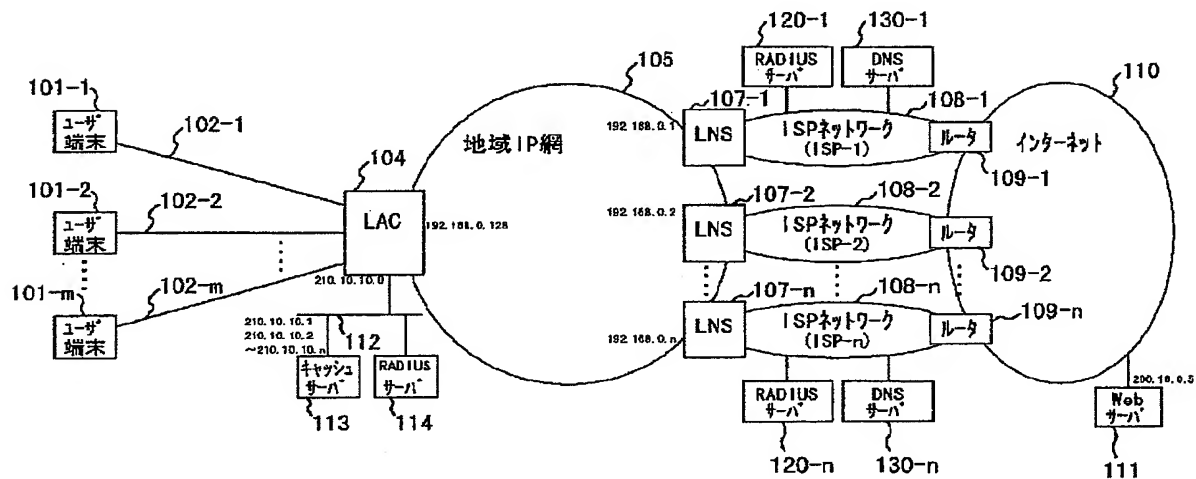 120-1
130-1
RADIUS
サーバ
DNS
サーバ
105
110
101-1
107-1
108-1
ユーザ
端末
102-1
192.168.0.1
LNS
ISPネットワーク
(ISP-1)
ルータ
インターネット
地域IP網
104
109-1
101-2
102-2
107-2
108-2
ユーザ
端末
LAC
192.168.0.128
192.168.0.2
LNS
ISPネットワーク
(ISP-2)
ルータ
109-2
101-m
102-m
210.10.10.0
107-n
108-n
ユーザ
端末
210.10.10.1
210.10.10.2
~210.10.10.n
112
192.168.0.n
LNS
ISPネットワーク
(ISP-n)
ルータ
109-n
キャッシュ
サーバ
RADIUS
サーバ
113
114
RADIUS
サーバ
DNS
サーバ
200.10.0.5
Web
サーバ
120-n
130-n
111